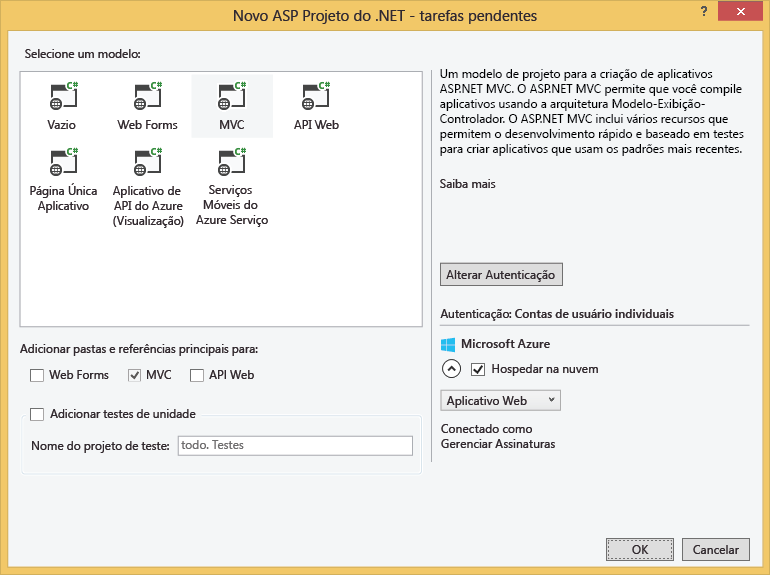 Novo ASP Projeto do .NET - tarefas pendentes
?
Selecione um modelo:
C#
C#
C#
C#
Vazio
Web Forms
MVC
API Web
C#
C#
C#
Página Única
Aplicativo
Aplicativo de
API do Azure
(Visualização)
Serviços
Móveis do
Azure Serviço
Um modelo de projeto para a criação de aplicativos
ASP.NET MVC. O ASP.NET MVC permite que você compile
aplicativos usando a arquitetura Modelo-Exibição-
Controlador. O ASP.NET MVC inclui vários recursos que
permitem o desenvolvimento rápido e baseado em testes
para criar aplicativos que usam os padrões mais recentes.
Saiba mais
Alterar Autenticação
Autenticação: Contas de usuário individuais
Microsoft Azure
Hospedar na nuvem
Aplicativo Web
Conectado como
Gerenciar Assinaturas
Adicionar pastas e referências principais para:
Web Forms
MVC
API Web
Adicionar testes de unidade
Nome do projeto de teste:
todo. Testes
OK
Cancelar